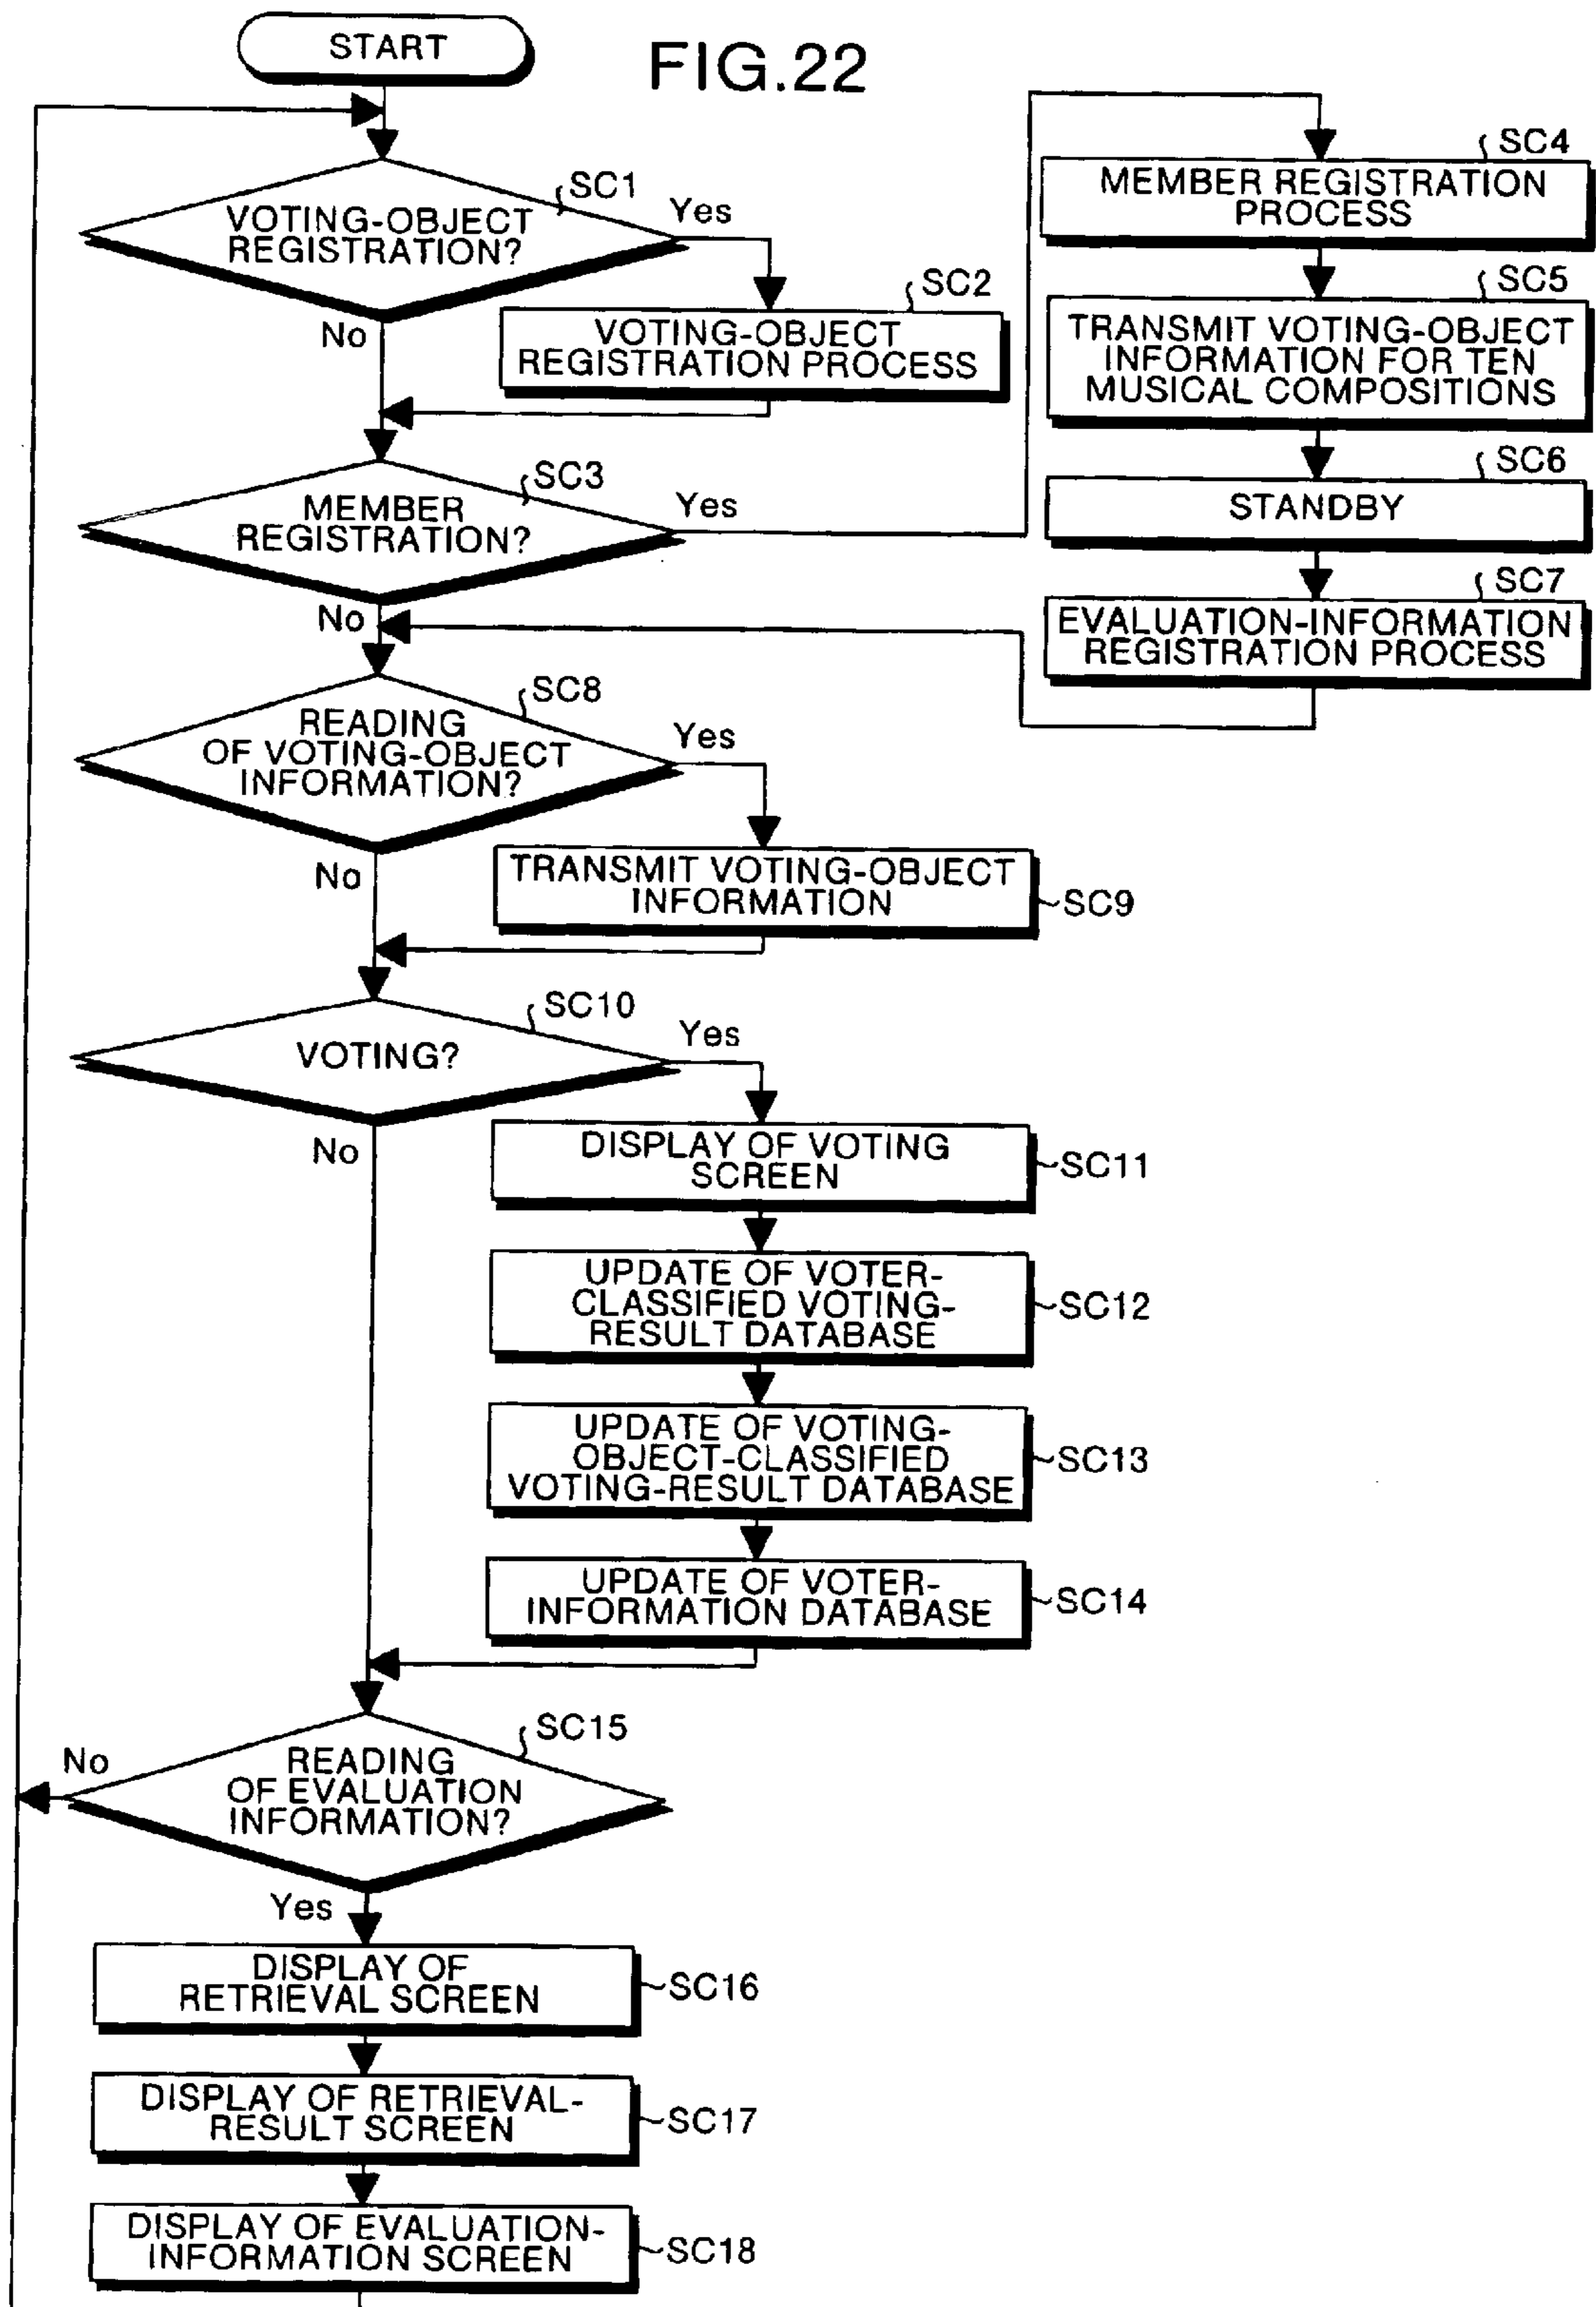 START
FIG.22
SC1
VOTING-OBJECT
REGISTRATION?
Yes
No
SC2
VOTING-OBJECT
REGISTRATION PROCESS
SC3
MEMBER
REGISTRATION?
Yes
No
SC4
MEMBER REGISTRATION
PROCESS
SC5
TRANSMIT VOTING-OBJECT
INFORMATION FOR TEN
MUSICAL COMPOSITIONS
SC6
STANDBY
SC7
EVALUATION-INFORMATION
REGISTRATION PROCESS
SC8
READING
OF VOTING-OBJECT
INFORMATION?
Yes
No
TRANSMIT VOTING-OBJECT
INFORMATION
SC9
SC10
VOTING?
Yes
No
DISPLAY OF VOTING
SCREEN
SC11
UPDATE OF VOTER-
CLASSIFIED VOTING-
RESULT DATABASE
SC12
UPDATE OF VOTING-
OBJECT-CLASSIFIED
VOTING-RESULT DATABASE
SC13
UPDATE OF VOTER-
INFORMATION DATABASE
SC14
SC15
READING
OF EVALUATION
INFORMATION?
No
Yes
DISPLAY OF
RETRIEVAL SCREEN
SC16
DISPLAY OF RETRIEVAL-
RESULT SCREEN
SC17
DISPLAY OF EVALUATION-
INFORMATION SCREEN
SC18